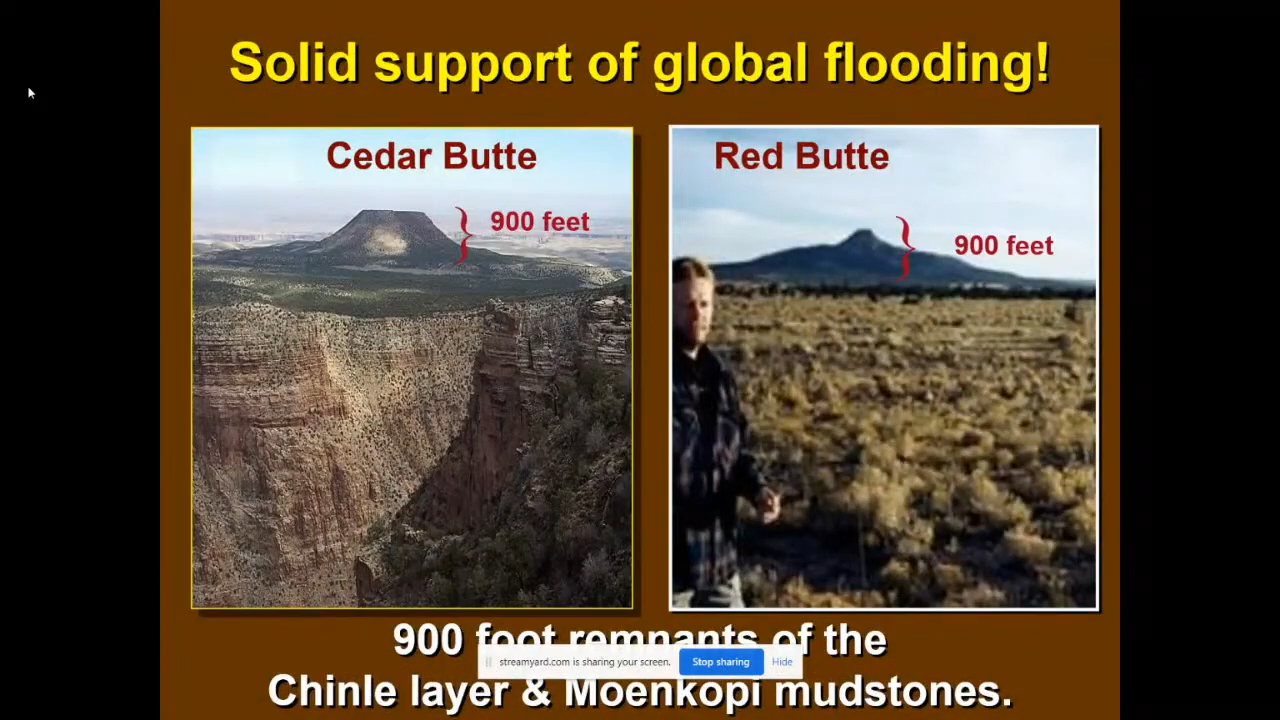 Solid support of global flooding!
Cedar Butte
900 feet
Red Butte
900 feet
900 foot remnants of the
streamyard.com is sharing your screen. Stop sharing Hide
Chinle layer & Moenkopi mudstones.